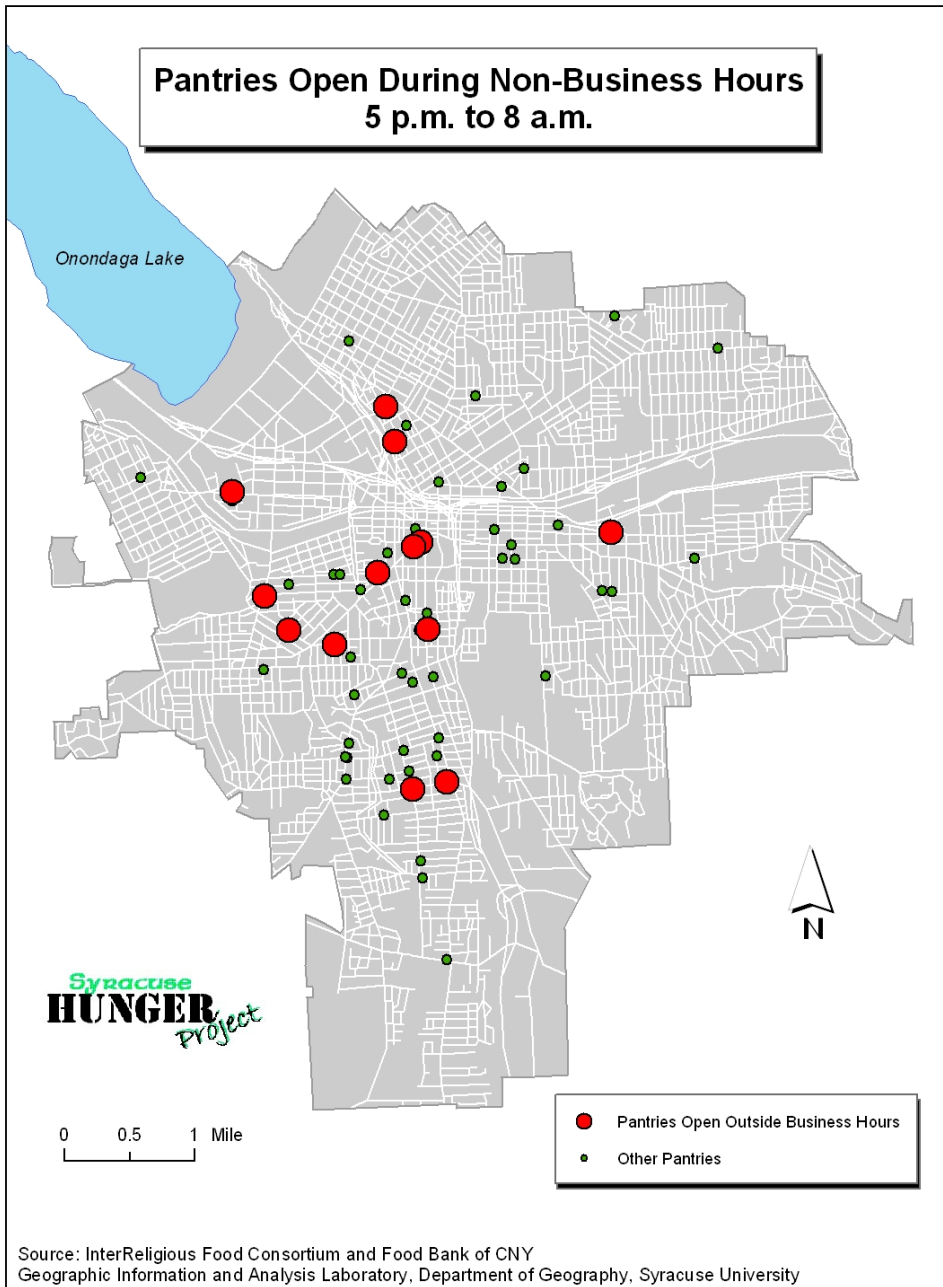 Pantries Open During Non-Business Hours
5 p.m. to 8 a.m.
Onondaga Lake
N
Syracuse
HUNGER
Project
0 0.5 1 Mile
Pantries Open Outside Business Hours
Other Pantries
Source: InterReligious Food Consortium and Food Bank of CNY
Geographic Information and Analysis Laboratory, Department of Geography, Syracuse University